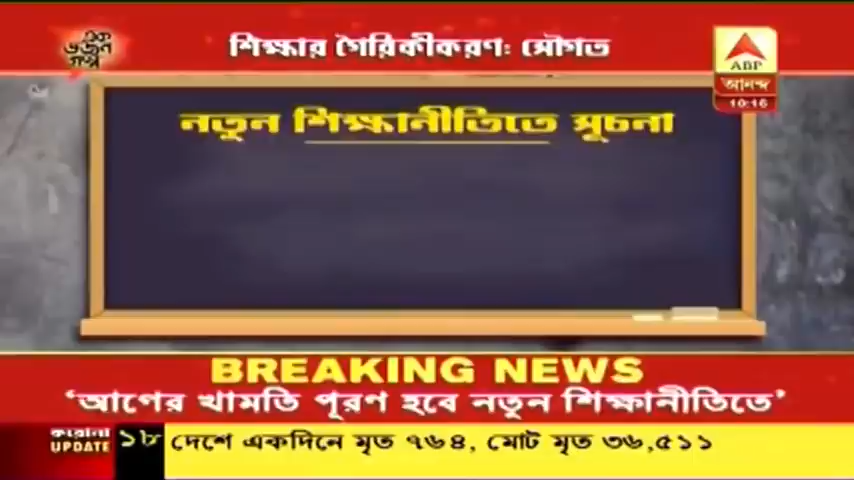 এক ডজন গপ্প
শিক্ষার গৈরিকীকরণ: সৌগত
ABP
আনন্দ
10:16
নতুন শিক্ষানীতিতে সূচনা
BREAKING NEWS
‘আগের খামতি পূরণ হবে নতুন শিক্ষানীতিতে’
করোনা
UPDATE
১৮ দেশে একদিনে মৃত ৭৬৪, মোট মৃত ৩৬,৫১১